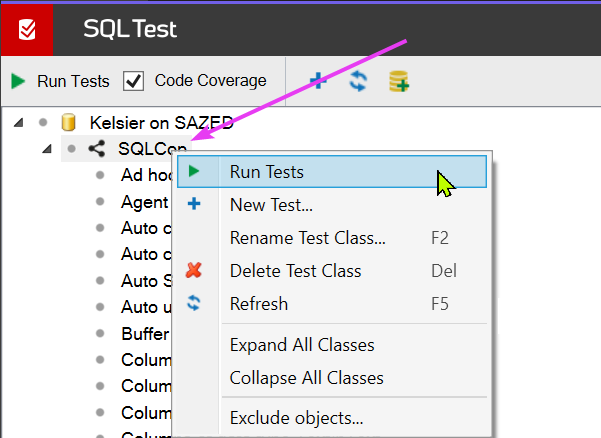 SQL Test
Run Tests Code Coverage
Kelsier on SAZED
SQLCop
Run Tests
Ad hoc
New Test...
Agent
Rename Test Class... F2
Auto c
Auto c
Delete Test Class Del
Auto S
Refresh F5
Auto u
Buffer
Expand All Classes
Colum
Collapse All Classes
Colum
Colum
Exclude objects...